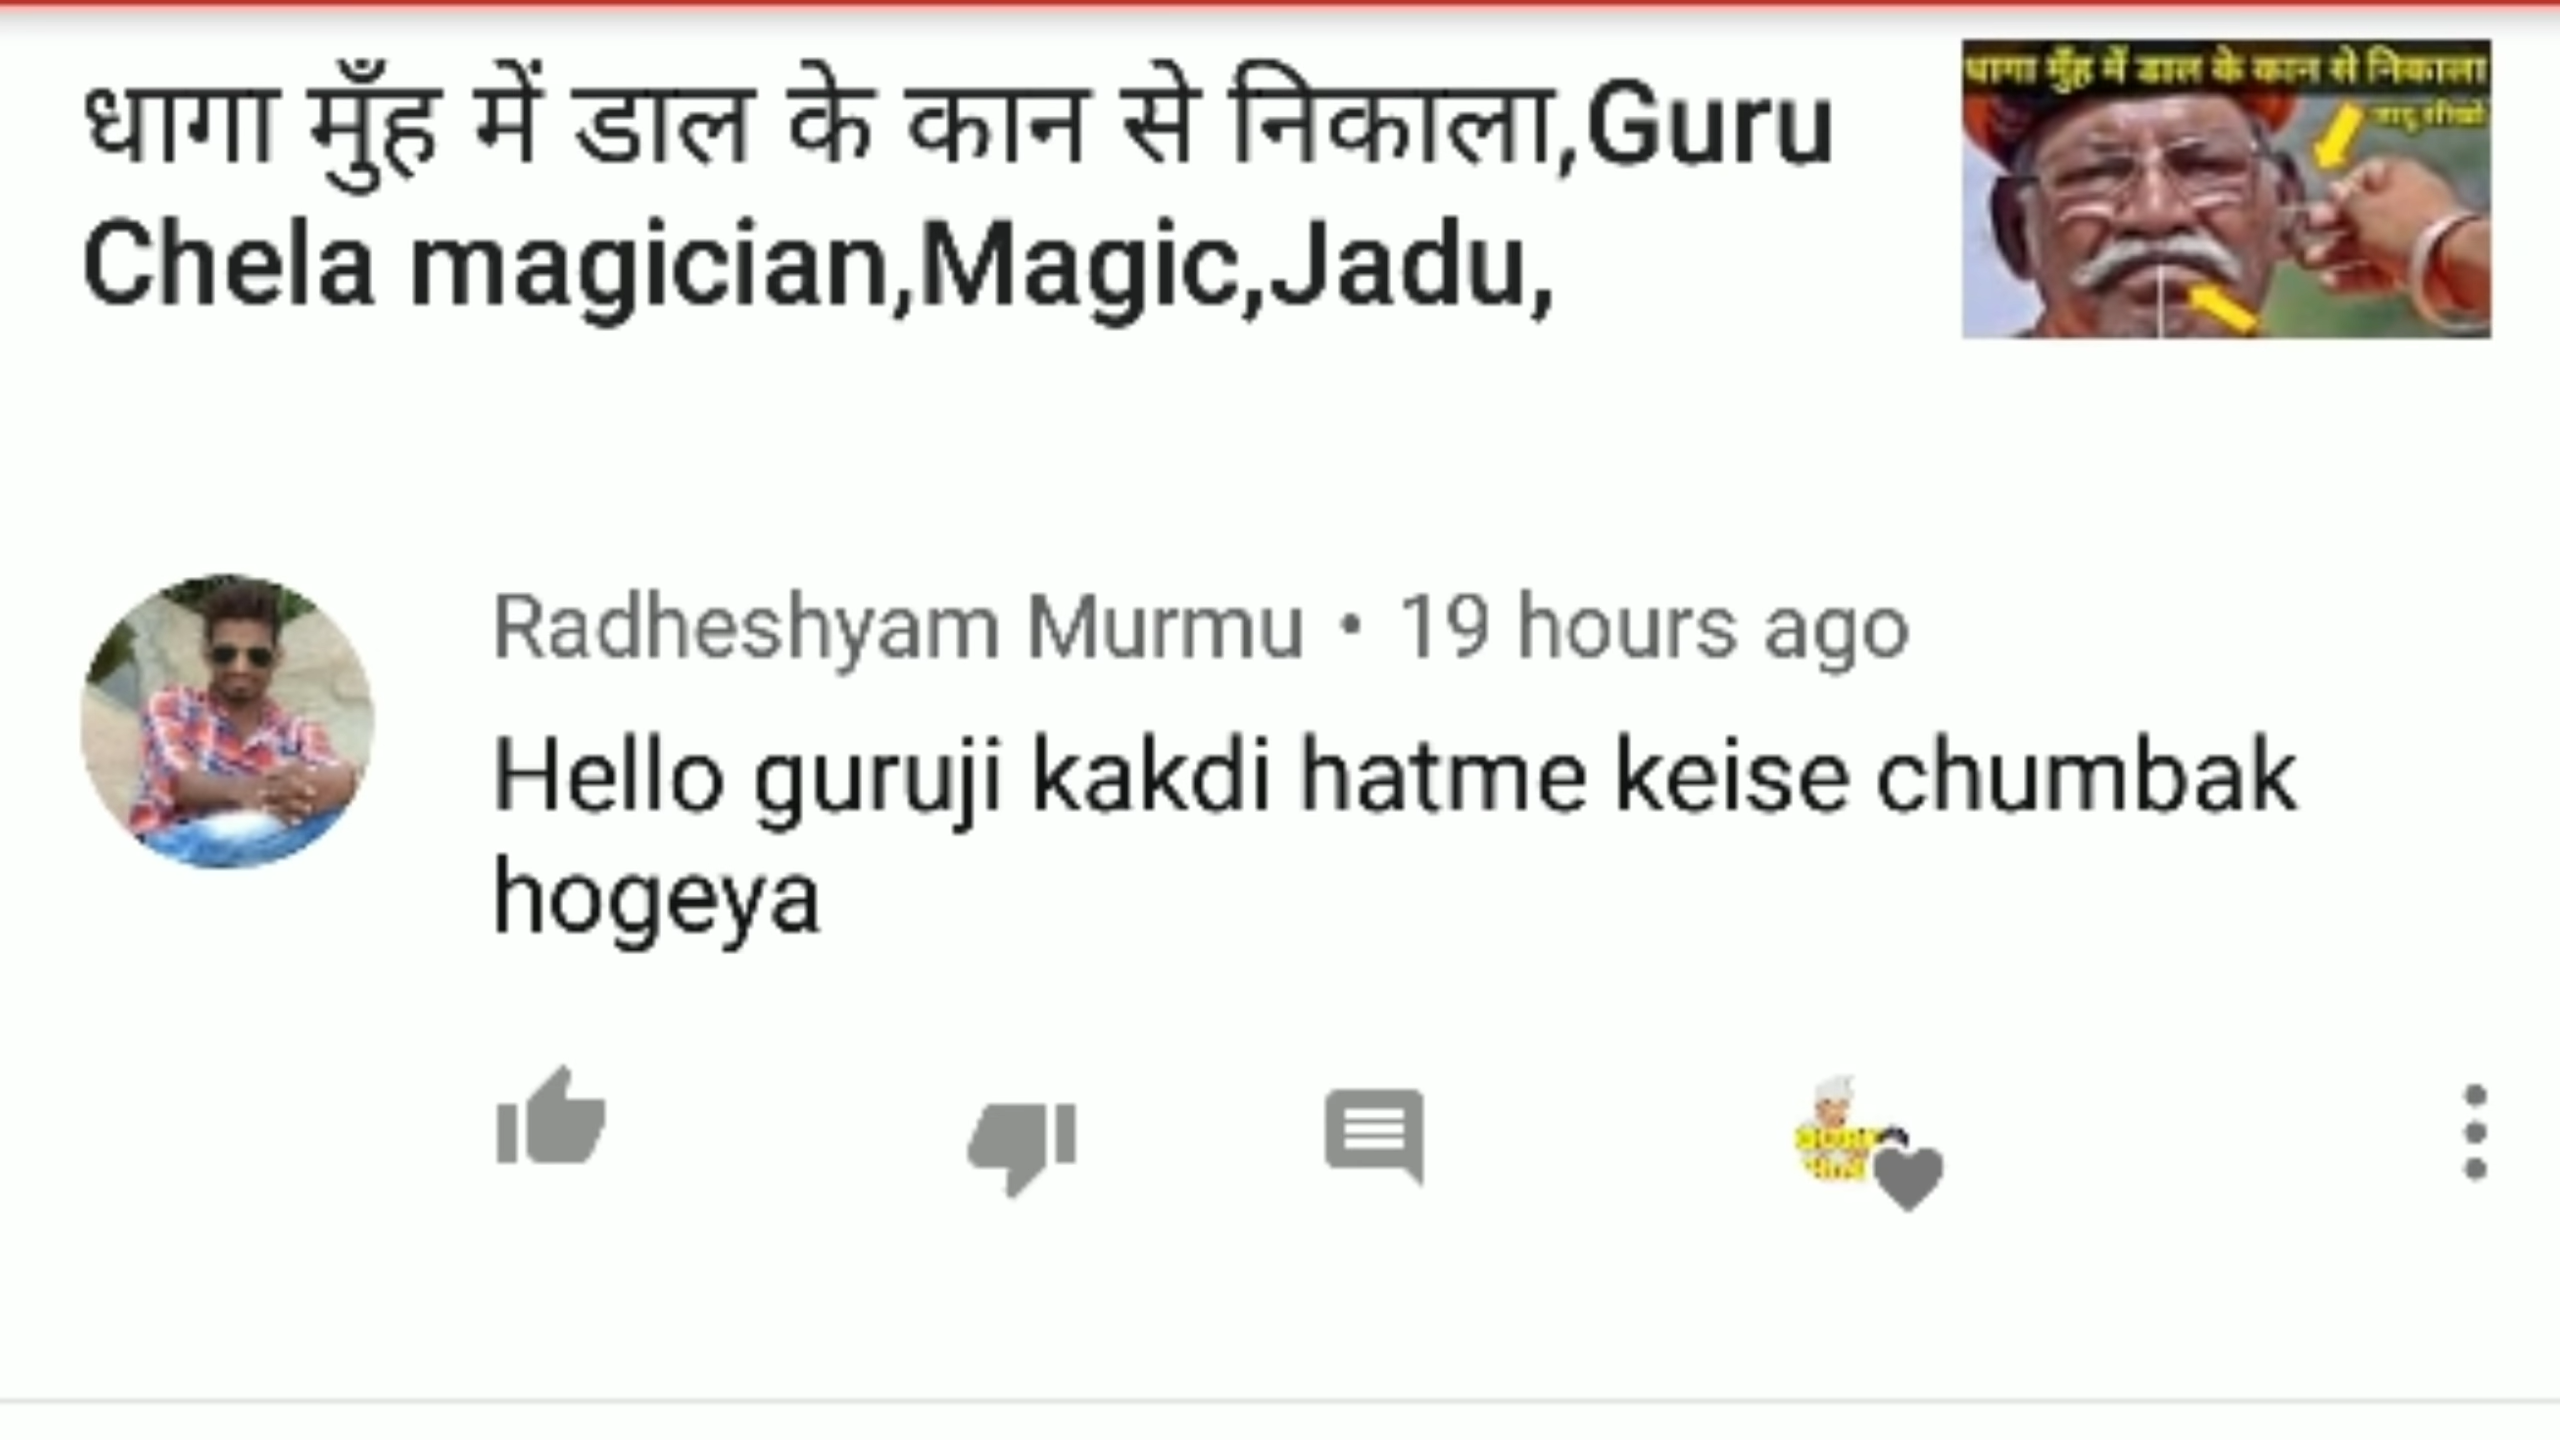 धागा मुँह में डाल के कान से निकाला,Guru
Chela magician,Magic,Jadu,
धागा मुँह में डाल के कान से निकाला
जादू सीखो
Radheshyam Murmu • 19 hours ago
Hello guruji kakdi hatme keise chumbak
hogeya